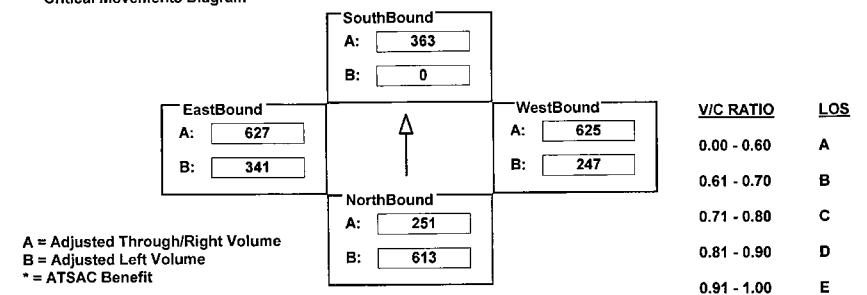 Critical Movements Diagram
SouthBound
A: 363
B: 0
EastBound
A: 627
B: 341
WestBound
A: 625
B: 247
NorthBound
A: 251
B: 613
A = Adjusted Through/Right Volume
B = Adjusted Left Volume
* = ATSAC Benefit
V/C RATIO LOS
0.00 - 0.60 A
0.61 - 0.70 B
0.71 - 0.80 C
0.81 - 0.90 D
0.91 - 1.00 E